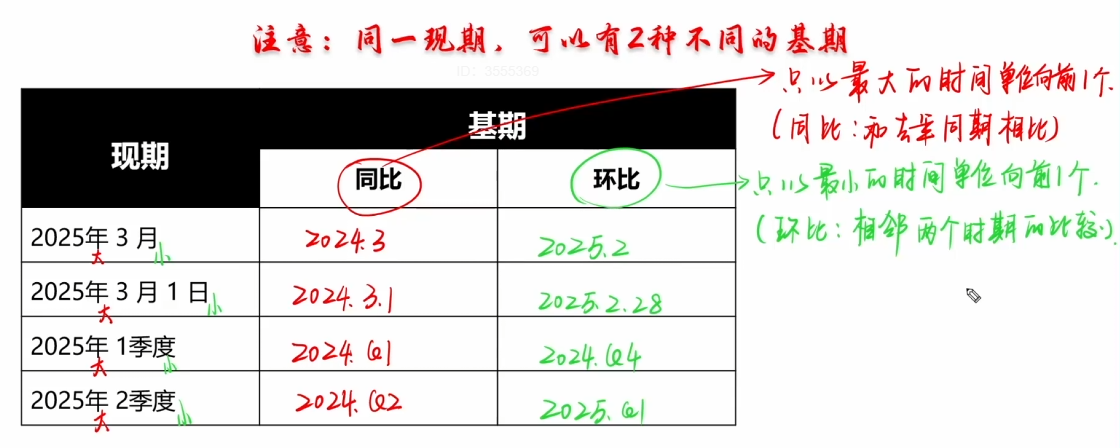 注意：同一现期，可以有2种不同的基期
ID：3555369
只以最大的时间单位向前1个.
(同比：和去年同期相比)
现期
基期
同比
环比
只以最小的时间单位向前1个.
(环比：相邻两个时期的比较).
2025年 3 月 2024.3 2025.2
大 小
2025年 3 月 1 日 2024.3.1 2025.2.28
大 小
2025年 1季度 2024.Q1 2024.Q4
大 小
2025年 2季度 2024.Q2 2025.Q1
大 小